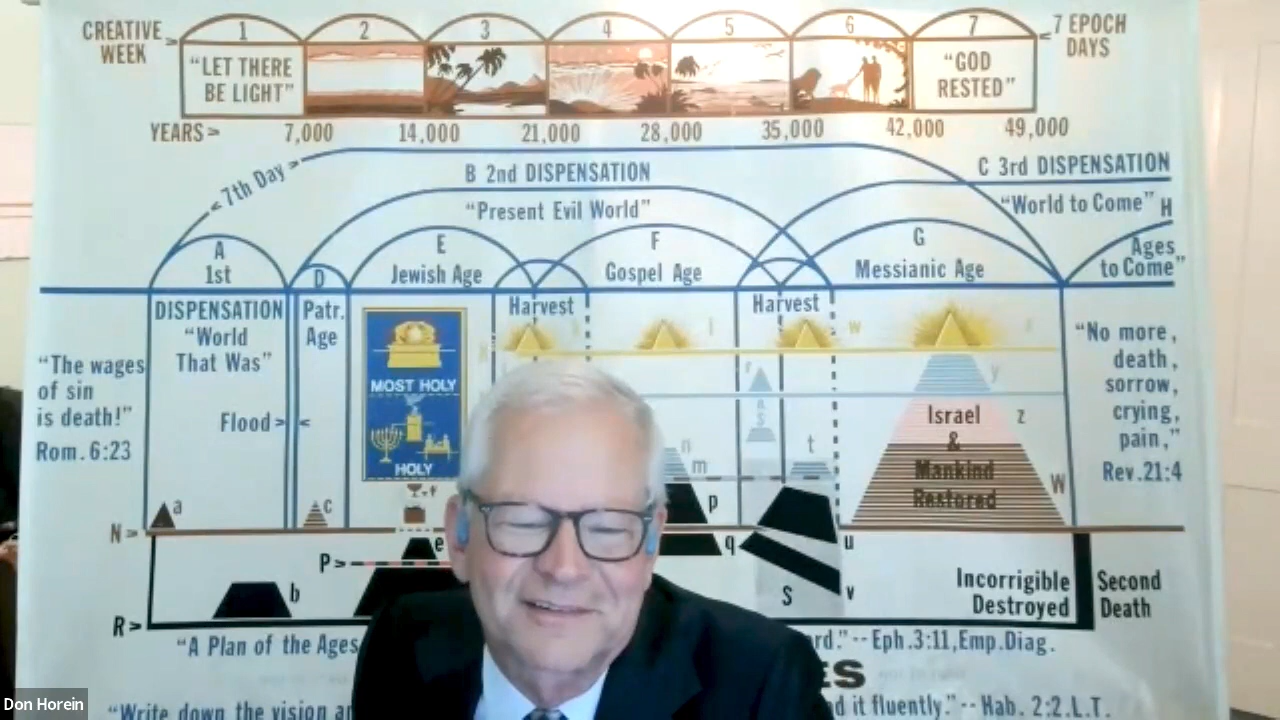 CREATIVE WEEK >
1 2 3 4 5 6 7
< 7 EPOCH DAYS
"LET THERE BE LIGHT"
"GOD RESTED"
YEARS > 7,000 14,000 21,000 28,000 35,000 42,000 49,000
< 7th Day >
B 2nd DISPENSATION
C 3rd DISPENSATION
"Present Evil World"
"World to Come" H
A
1st
D
E
Jewish Age
F
Gospel Age
G
Messianic Age
Ages to Come"
DISPENSATION
"World That Was"
Patr. Age
Harvest
Harvest
Flood > <
"The wages of sin is death!"
Rom. 6:23
MOST HOLY
HOLY
w
r
y
z
n
m
t
W
Israel
&
Mankind
Restored
"No more, death, sorrow, crying, pain,"
Rev. 21:4
a
c
N >
p
e
q
u
P >
b
S
v
R >
Incorrigible Destroyed
Second Death
"A Plan of the Ages
rd." -- Eph. 3:11, Emp. Diag.
ES
"Write down the vision an
d it fluently." -- Hab. 2:2. L.T.
Don Horein